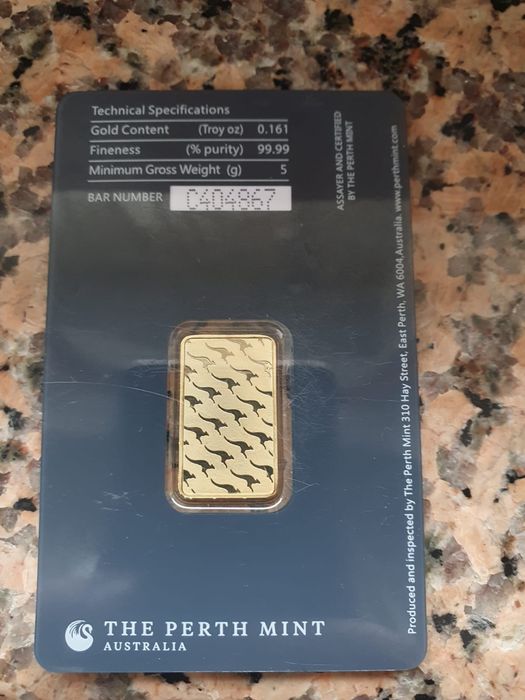 Technical Specifications
Gold Content (Troy oz) 0.161
Fineness (% purity) 99.99
Minimum Gross Weight (g) 5
BAR NUMBER C404867
ASSAYER AND CERTIFIED
BY THE PERTH MINT
Produced and inspected by The Perth Mint 310 Hay Street, East Perth, WA 6004,Australia. www.perthmint.com
THE PERTH MINT
AUSTRALIA